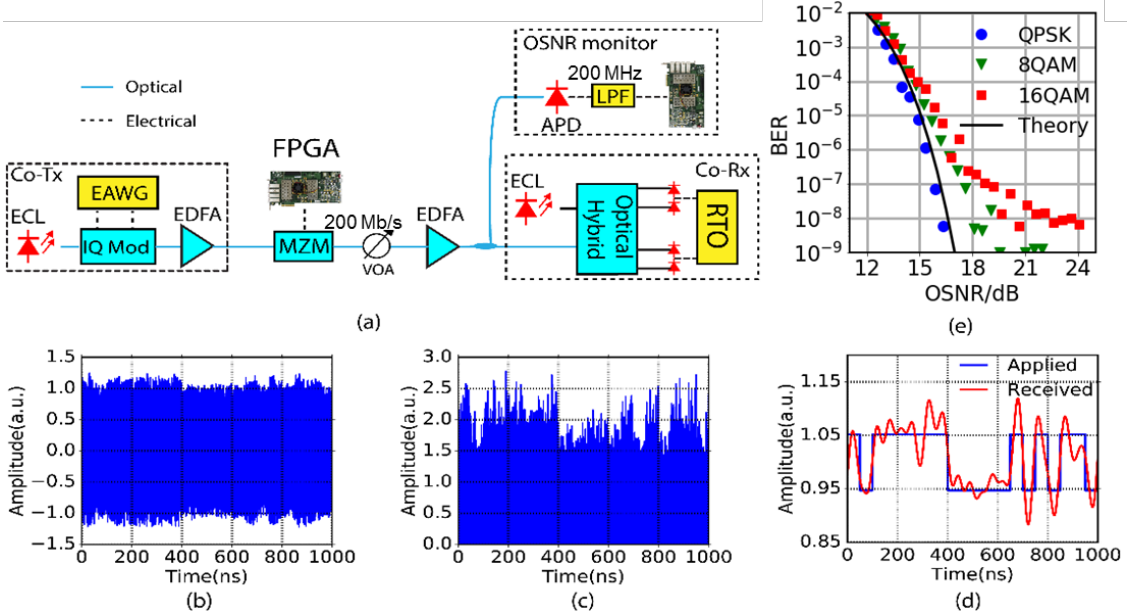 OSNR monitor
200 MHz
LPF
APD
Optical
Electrical
FPGA
Co-Tx
EAWG
ECL
IQ Mod
EDFA
200 Mb/s
MZM
VOA
EDFA
Co-Rx
ECL
Optical
Hybrid
RTO
(a)
10⁻²
10⁻³
10⁻⁴
10⁻⁵
10⁻⁶
10⁻⁷
10⁻⁸
10⁻⁹
BER
QPSK
8QAM
16QAM
Theory
12 15 18 21 24
OSNR/dB
(e)
1.5
1.0
0.5
0.0
−0.5
−1.0
−1.5
Amplitude(a.u.)
0 200 400 600 800 1000
Time(ns)
(b)
3.0
2.5
2.0
1.5
1.0
0.5
0.0
Amplitude(a.u.)
0 200 400 600 800 1000
Time(ns)
(c)
1.15
1.05
0.95
0.85
Amplitude(a.u.)
Applied
Received
0 200 400 600 800 1000
Time(ns)
(d)